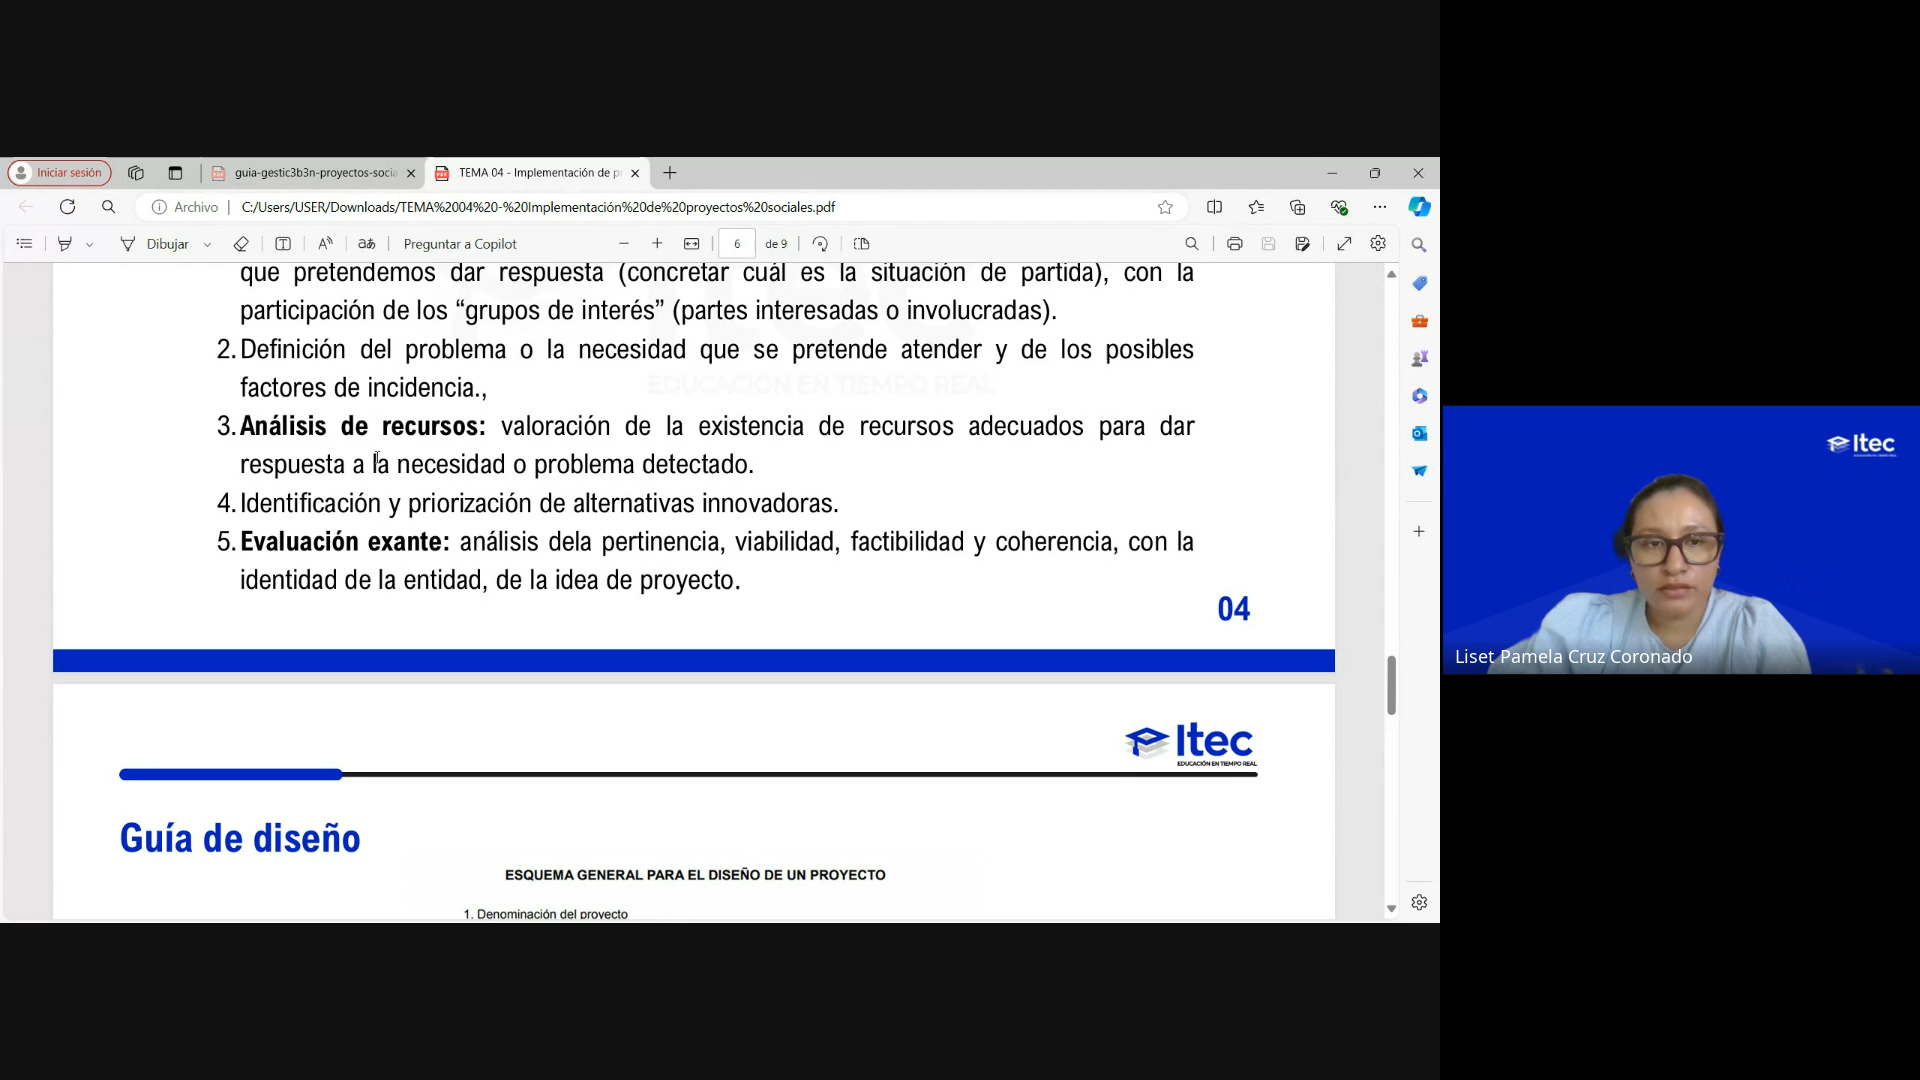 Iniciar sesión
guia-gestic3b3n-proyectos-socia
TEMA 04 - Implementación de p
Archivo
C:/Users/USER/Downloads/TEMA%2004%20-%20Implementación%20de%20proyectos%20sociales.pdf
Dibujar
Preguntar a Copilot
6
de 9
que pretendemos dar respuesta (concretar cuál es la situación de partida), con la
participación de los “grupos de interés” (partes interesadas o involucradas).
2. Definición del problema o la necesidad que se pretende atender y de los posibles
factores de incidencia.,
EDUCACIÓN EN TIEMPO REAL
3. Análisis de recursos: valoración de la existencia de recursos adecuados para dar
respuesta a la necesidad o problema detectado.
4. Identificación y priorización de alternativas innovadoras.
5. Evaluación exante: análisis dela pertinencia, viabilidad, factibilidad y coherencia, con la
identidad de la entidad, de la idea de proyecto.
04
Itec
EDUCACIÓN EN TIEMPO REAL
Guía de diseño
ESQUEMA GENERAL PARA EL DISEÑO DE UN PROYECTO
1. Denominación del proyecto
Itec
Liset Pamela Cruz Coronado